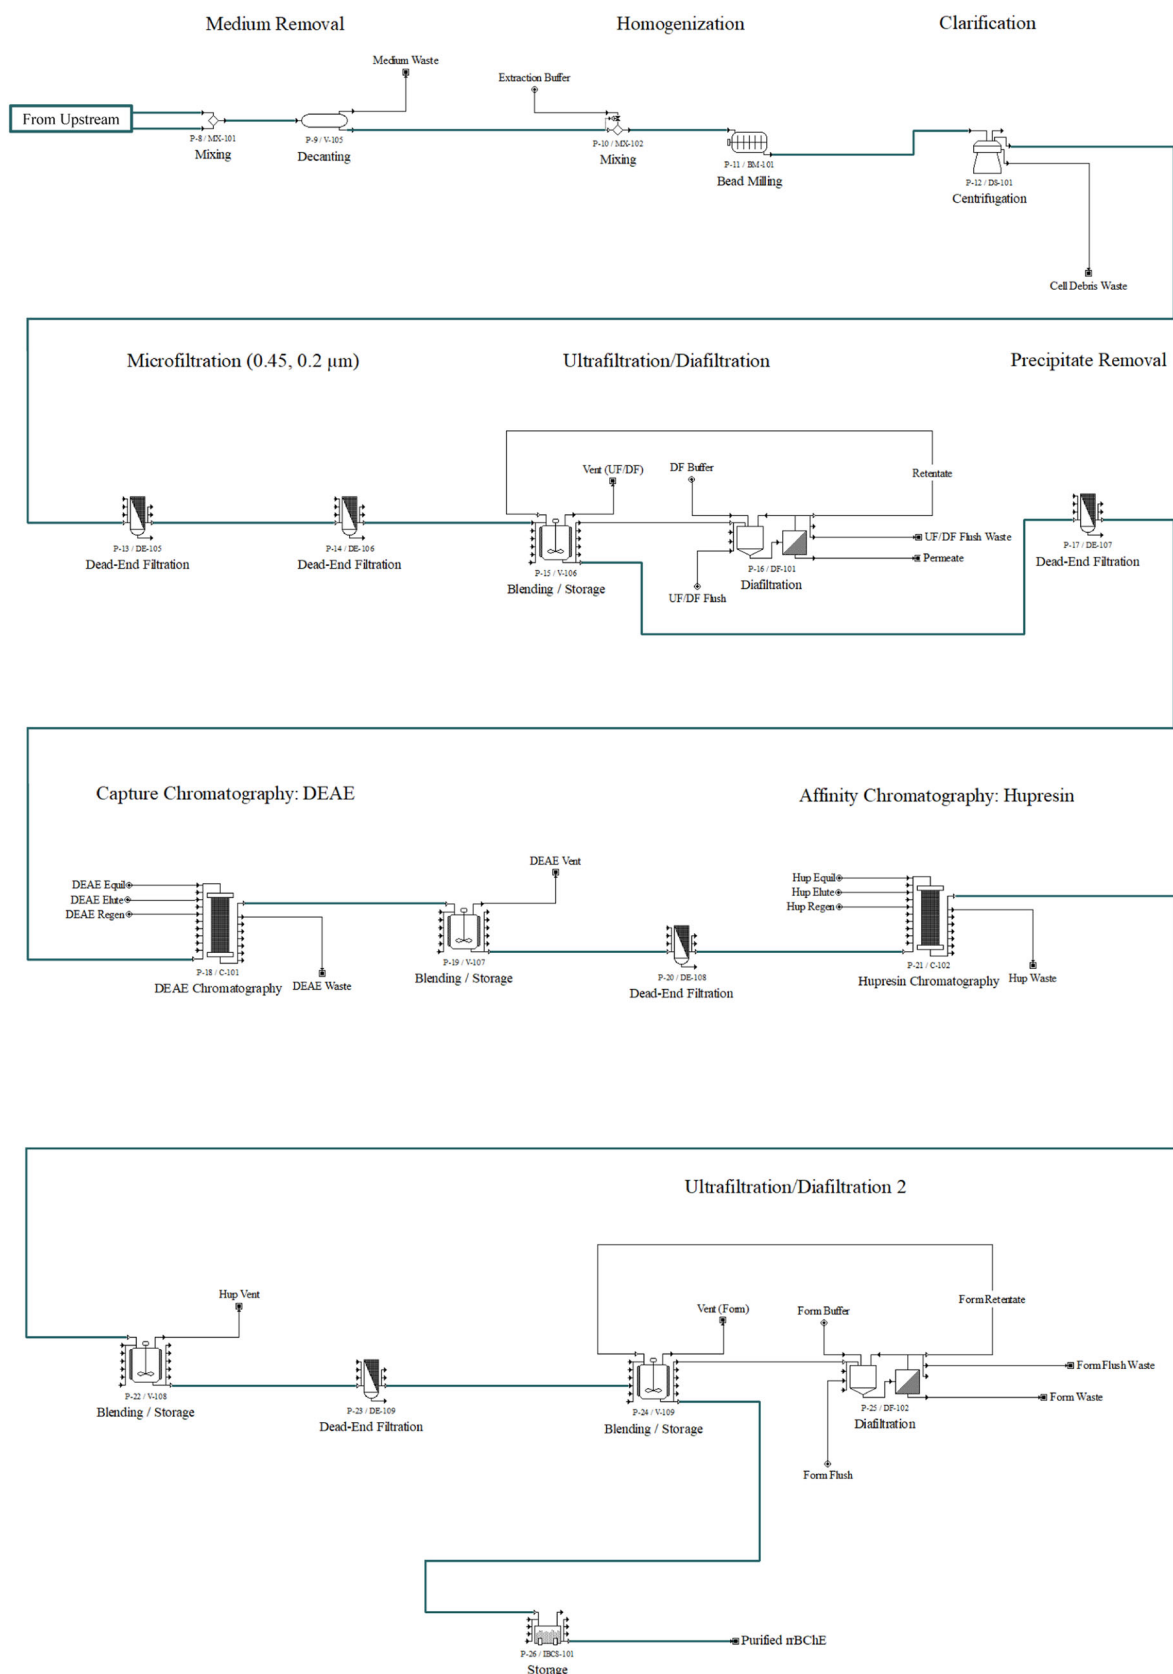 Medium Removal
Homogenization
Clarification
Medium Waste
Extraction Buffer
From Upstream
P-8 / MX-101
Mixing
P-9 / V-105
Decanting
P-10 / MX-102
Mixing
P-11 / BM-101
Bead Milling
P-12 / DS-101
Centrifugation
Cell Debris Waste
Microfiltration (0.45, 0.2 µm)
Ultrafiltration/Diafiltration
Precipitate Removal
Vent (UF/DF)
DF Buffer
Retentate
P-13 / DE-105
Dead-End Filtration
P-14 / DE-106
Dead-End Filtration
P-15 / V-106
Blending / Storage
UF/DF Flush
P-16 / DF-101
Diafiltration
UF/DF Flush Waste
Permeate
P-17 / DE-107
Dead-End Filtration
Capture Chromatography: DEAE
Affinity Chromatography: Hupresin
DEAE Equil
DEAE Elute
DEAE Regen
P-18 / C-101
DEAE Chromatography
DEAE Waste
DEAE Vent
P-19 / V-107
Blending / Storage
P-20 / DE-108
Dead-End Filtration
Hup Equil
Hup Elute
Hup Regen
P-21 / C-102
Hupresin Chromatography
Hup Waste
Ultrafiltration/Diafiltration 2
Hup Vent
P-22 / V-108
Blending / Storage
P-23 / DE-109
Dead-End Filtration
Vent (Form)
Form Buffer
Form Retentate
P-24 / V-109
Blending / Storage
P-25 / DF-102
Diafiltration
Form Flush Waste
Form Waste
Form Flush
P-26 / IBCS-101
Storage
Purified rrBChE